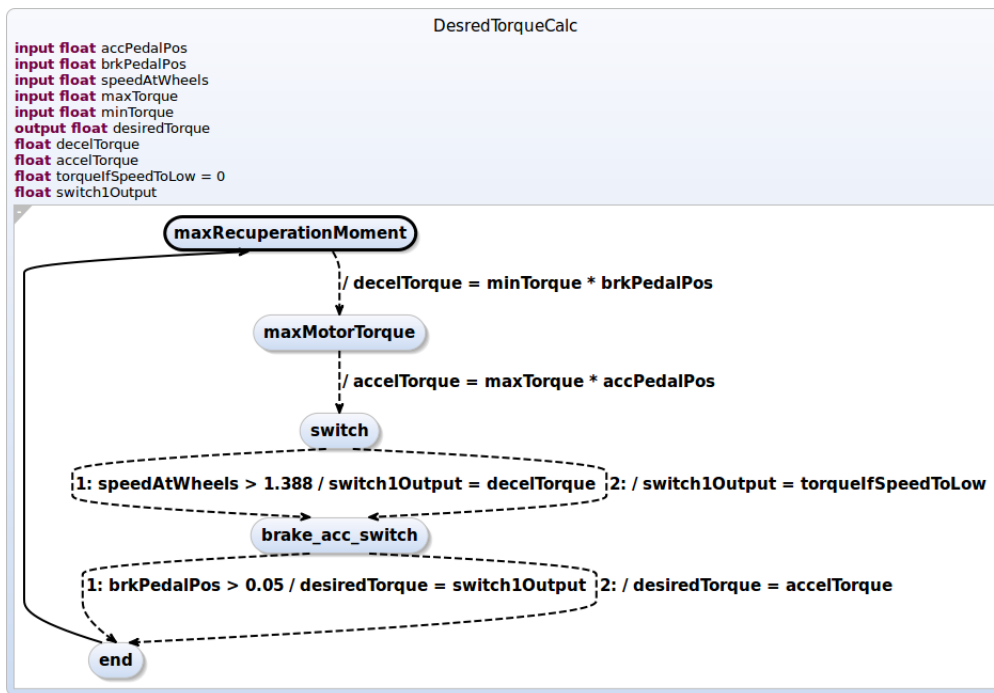 DesredTorqueCalc
input float accPedalPos
input float brkPedalPos
input float speedAtWheels
input float maxTorque
input float minTorque
output float desiredTorque
float decelTorque
float accelTorque
float torqueIfSpeedToLow = 0
float switch1Output
-
maxRecuperationMoment
/ decelTorque = minTorque * brkPedalPos
maxMotorTorque
/ accelTorque = maxTorque * accPedalPos
switch
1: speedAtWheels > 1.388 / switch1Output = decelTorque
2: / switch1Output = torqueIfSpeedToLow
brake_acc_switch
1: brkPedalPos > 0.05 / desiredTorque = switch1Output
2: / desiredTorque = accelTorque
end